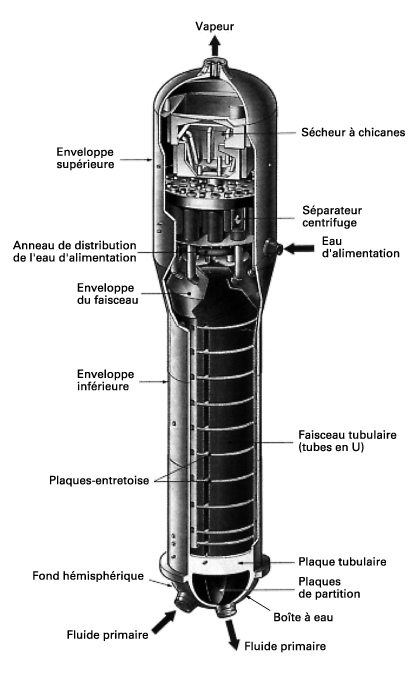 Vapeur
Sécheur à chicanes
Enveloppe
supérieure
Séparateur
centrifuge
Anneau de distribution
de l'eau d'alimentation
Eau
d'alimentation
Enveloppe
du faisceau
Enveloppe
inférieure
Faisceau tubulaire
(tubes en U)
Plaques-entretoise
Plaque tubulaire
Fond hémisphérique
Plaques
de partition
Boîte à eau
Fluide primaire
Fluide primaire